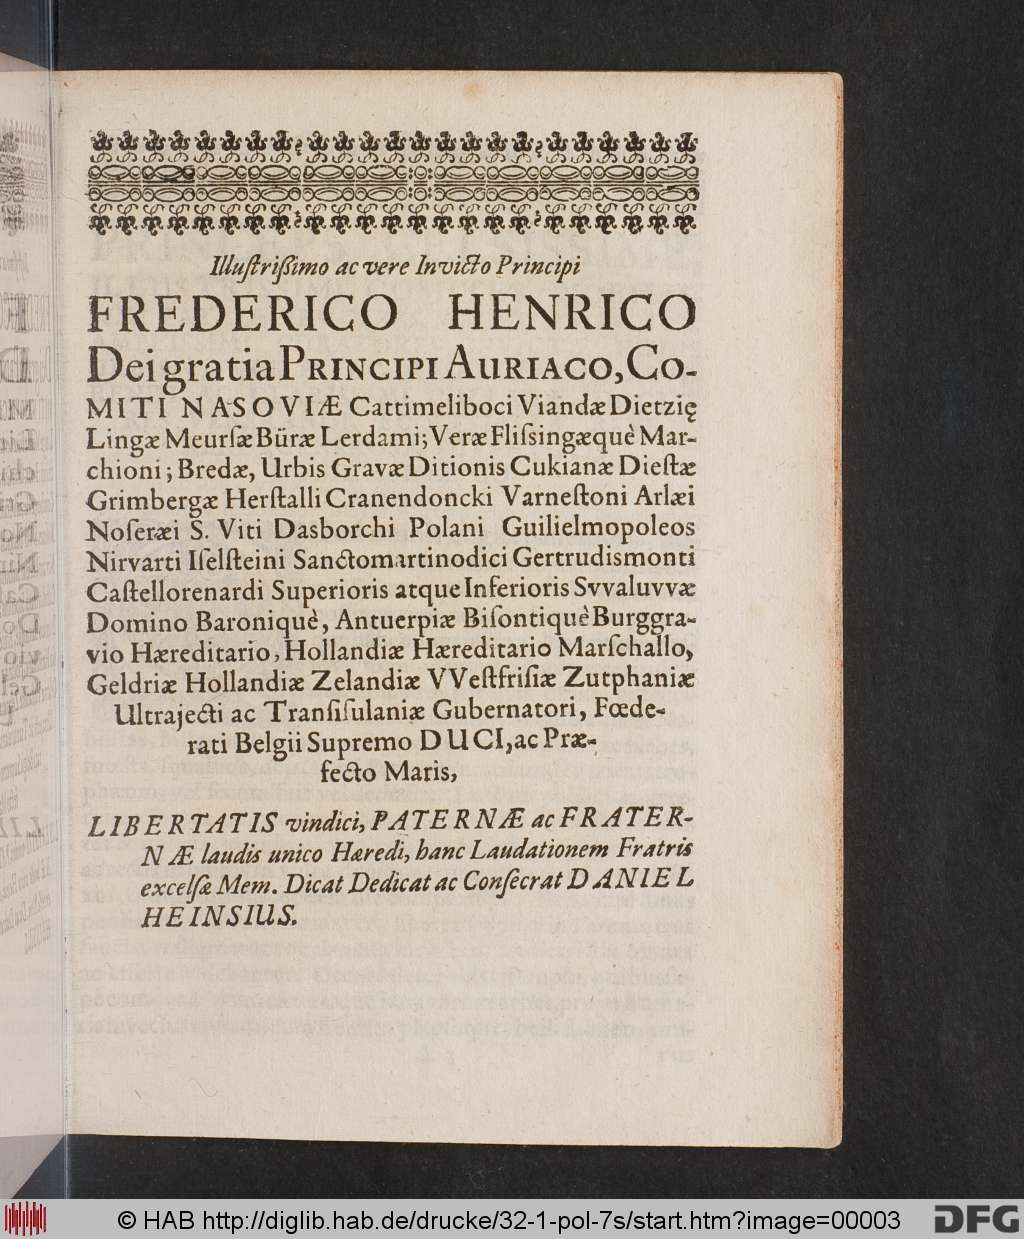 Illuſtriſſimo ac vere Invicto Principi
FREDERICO HENRICO
Dei gratia PRINCIPI AURIACO, CO-
MITI NASOVIÆ Cattimeliboci Viandæ Dietzię
Lingæ Meurſæ Büræ Lerdami; Veræ Fliſsingæquè Mar-
chioni; Bredæ, Urbis Gravæ Ditionis Cukianæ Dieſtæ
Grimbergæ Herſtalli Cranendoncki Varneſtoni Arlæi
Noſeræi S. Viti Dasborchi Polani Guilielmopoleos
Nirvarti Iſelſteini Sanctomartinodici Gertrudismonti
Caſtellorenardi Superioris atque Inferioris Svvaluvvæ
Domino Baroniquè, Antuerpiæ Biſontiquè Burggra-
vio Hæreditario, Hollandiæ Hæreditario Marſchallo,
Geldriæ Hollandiæ Zelandiæ VVeſtfriſiæ Zutphaniæ
Ultrajecti ac Tranſiſulaniæ Gubernatori, Fœde-
rati Belgii Supremo DUCI, ac Præ-
fecto Maris,
LIBERTATIS vindici, PATERNÆ ac FRATER-
NÆ laudis unico Hæredi, hanc Laudationem Fratris
excelſæ Mem. Dicat Dedicat ac Conſecrat DANIEL
HEINSIUS.
© HAB http://diglib.hab.de/drucke/32-1-pol-7s/start.htm?image=00003
DFG